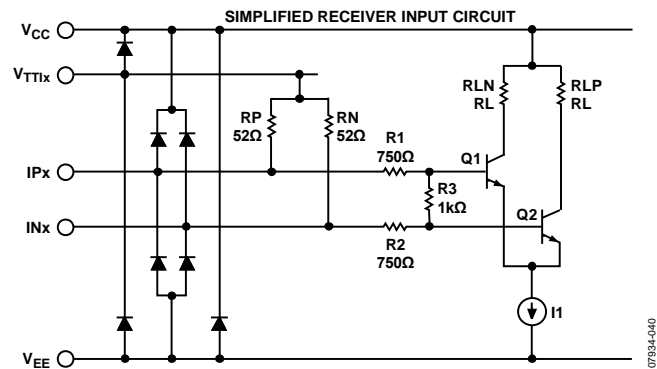 SIMPLIFIED RECEIVER INPUT CIRCUIT
VCC
VTTIx
RLN
RL
RLP
RL
RP
52Ω
RN
52Ω
R1
750Ω
Q1
IPx
R3
1kΩ
Q2
INx
R2
750Ω
I1
VEE
07934-040